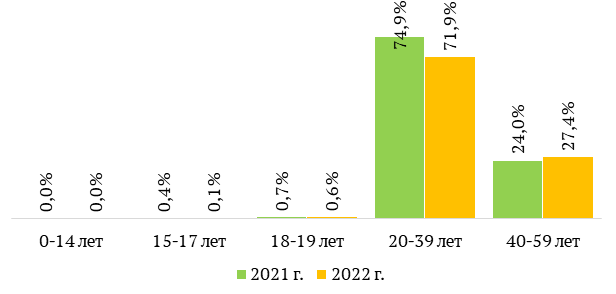 74,9%
71,9%
24,0%
27,4%
0,0%
0,0%
0,4%
0,1%
0,7%
0,6%
0-14 лет
15-17 лет
18-19 лет
20-39 лет
40-59 лет
2021 г.
2022 г.